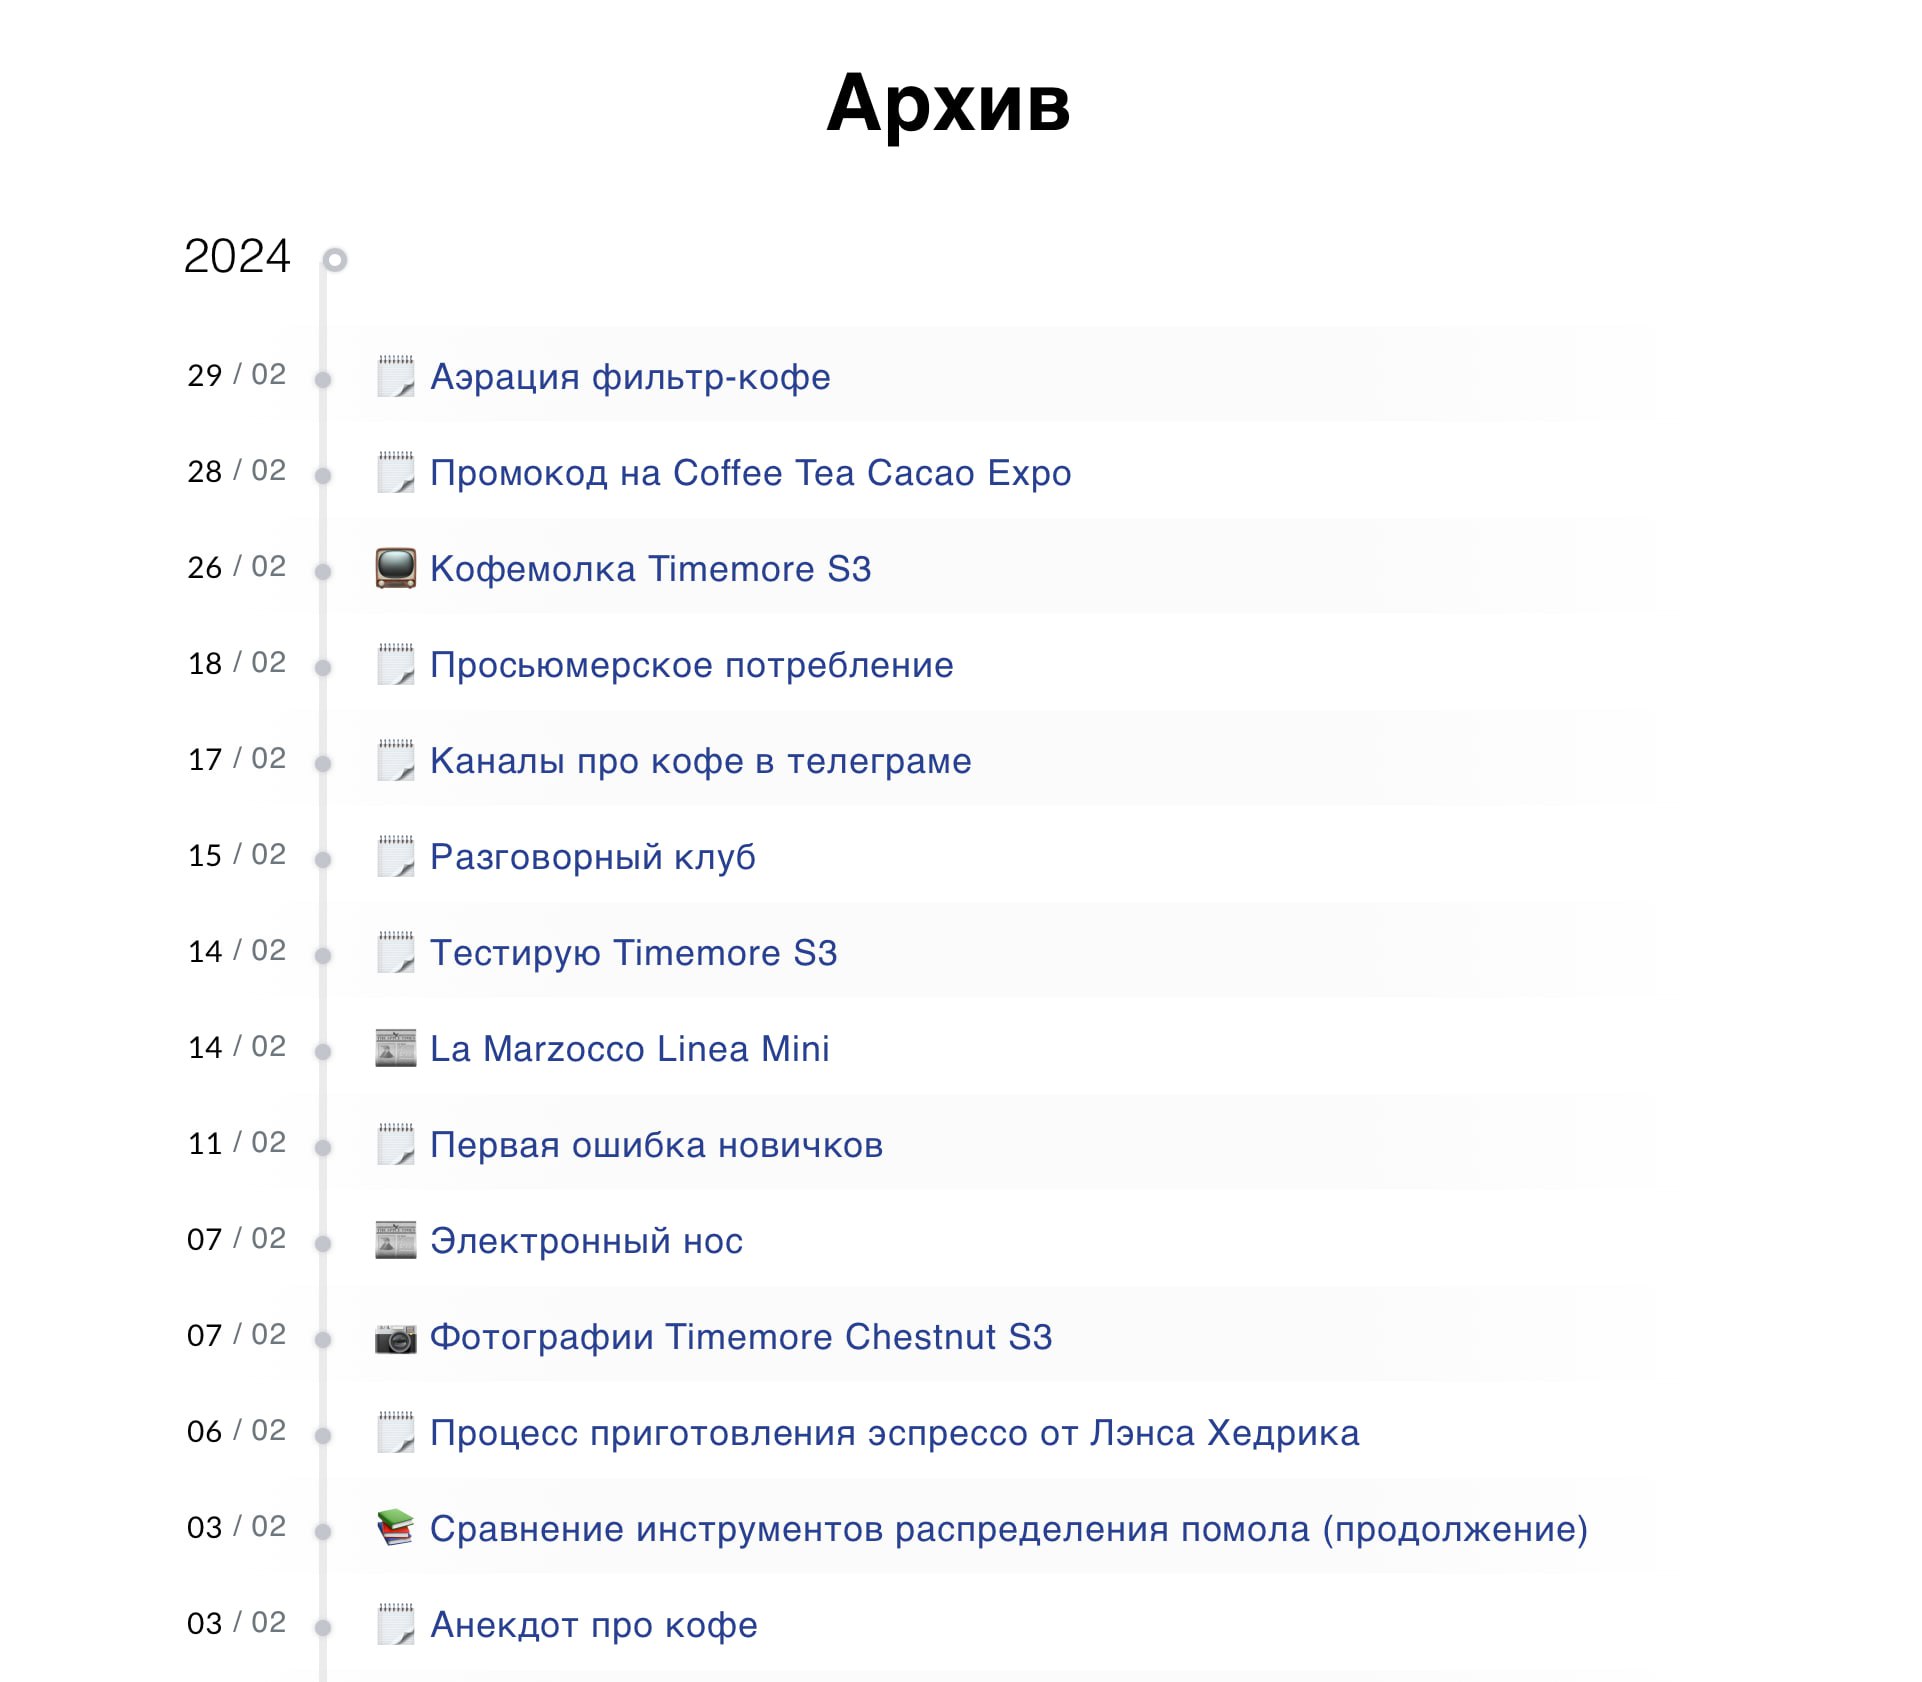 Архив
2024
29 / 02 Аэрация фильтр-кофе
28 / 02 Промокод на Coffee Tea Cacao Expo
26 / 02 Кофемолка Timemore S3
18 / 02 Просьюмерское потребление
17 / 02 Каналы про кофе в телеграме
15 / 02 Разговорный клуб
14 / 02 Тестирую Timemore S3
14 / 02 La Marzocco Linea Mini
11 / 02 Первая ошибка новичков
07 / 02 Электронный нос
07 / 02 Фотографии Timemore Chestnut S3
06 / 02 Процесс приготовления эспрессо от Лэнса Хедрика
03 / 02 Сравнение инструментов распределения помола (продолжение)
03 / 02 Анекдот про кофе